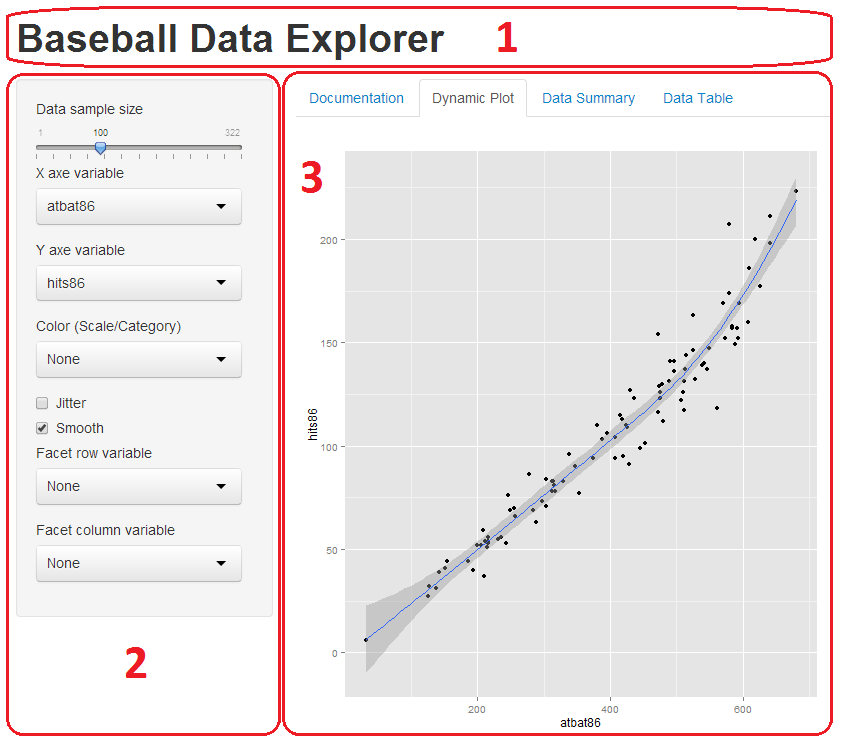 Baseball Data Explorer 1
Data sample size
1 100 322
X axe variable
atbat86
Y axe variable
hits86
Color (Scale/Category)
None
Jitter
Smooth
Facet row variable
None
Facet column variable
None
2
Documentation Dynamic Plot Data Summary Data Table
3
200
150
100
50
0
hits86
200 400 600
atbat86